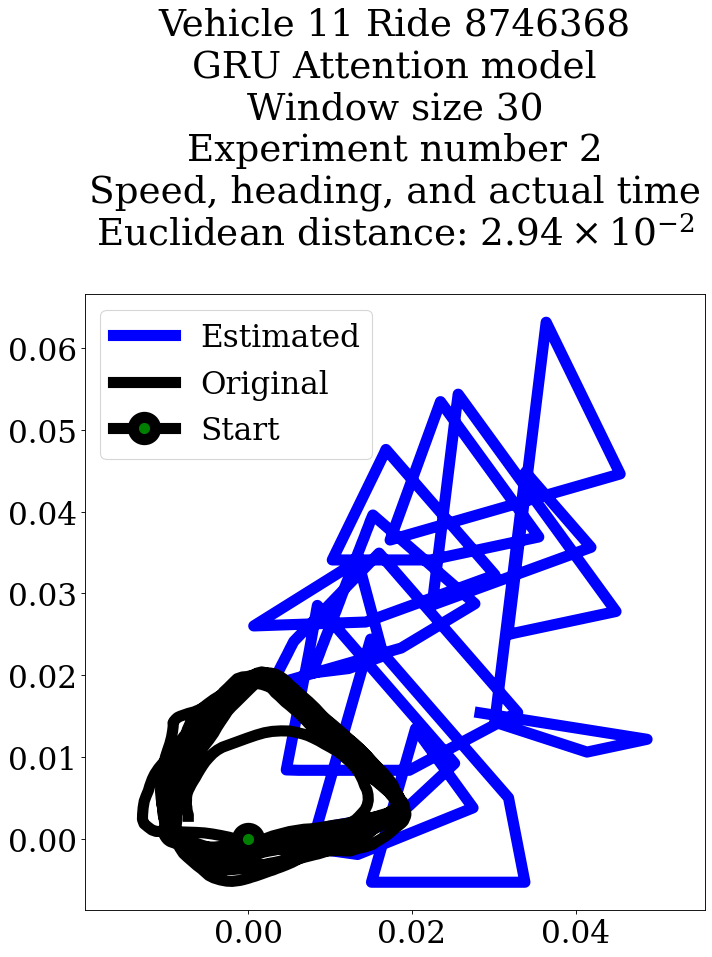 Vehicle 11 Ride 8746368
GRU Attention model
Window size 30
Experiment number 2
Speed, heading, and actual time
Euclidean distance: 2.94 × 10⁻²
Estimated
Original
Start
0.06
0.05
0.04
0.03
0.02
0.01
0.00
0.00 0.02 0.04